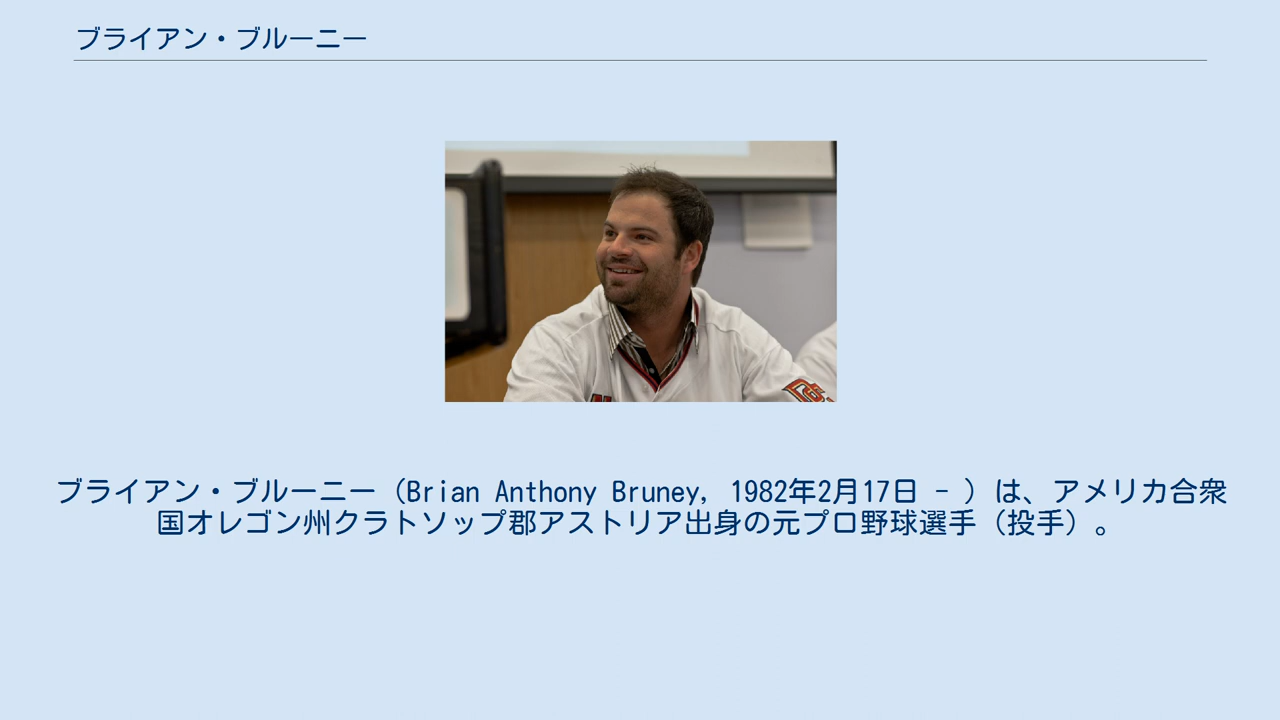 ブライアン・ブルーニー
ブライアン・ブルーニー（Brian Anthony Bruney, 1982年2月17日 - ）は、アメリカ合衆
国オレゴン州クラトソップ郡アストリア出身の元プロ野球選手（投手）。